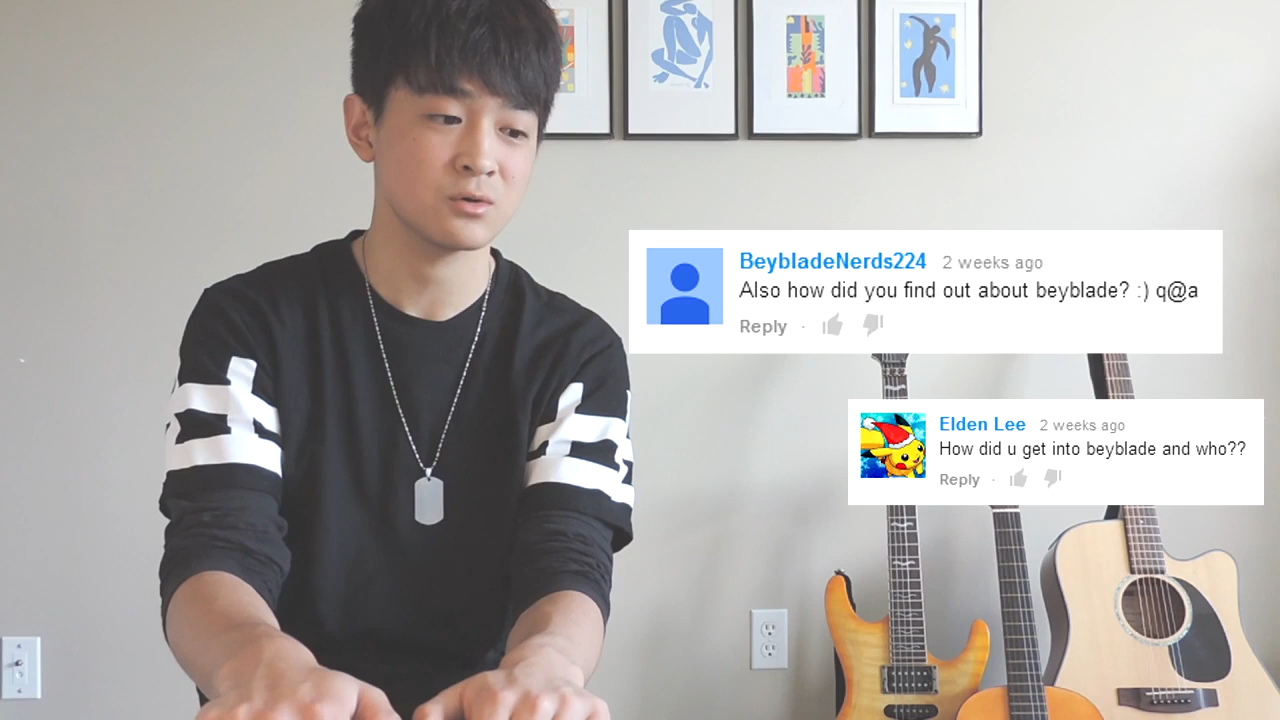 BeybladeNerds224 2 weeks ago
Also how did you find out about beyblade? :) q@a
Reply ·
Elden Lee 2 weeks ago
How did u get into beyblade and who??
Reply ·